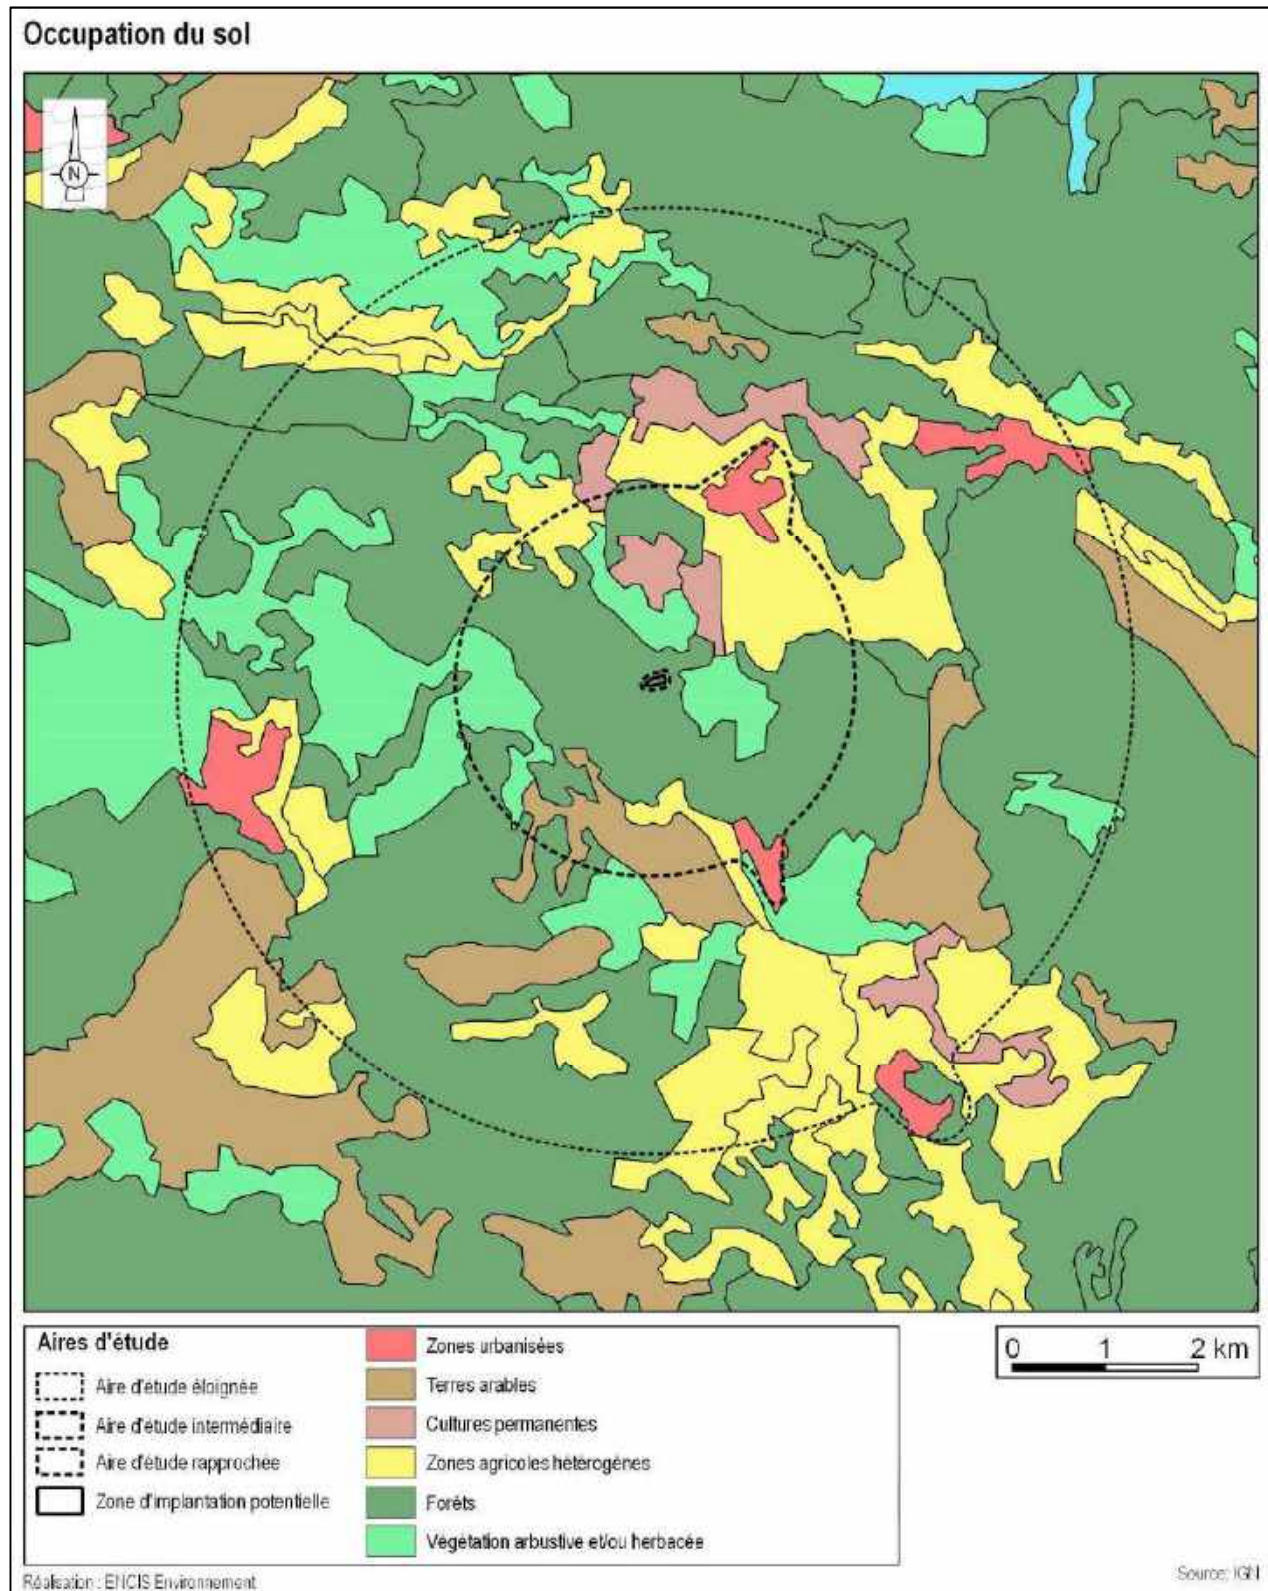 Occupation du sol
N
Aires d'étude
Aire d'étude éloignée
Aire d'étude intermédiaire
Aire d'étude rapprochée
Zone d'implantation potentielle
Zones urbanisées
Terres arables
Cultures permanentes
Zones agricoles hétérogènes
Forêts
Végétation arbustive et/ou herbacée
0 1 2 km
Réalisation : ENCIS Environnement
Source: IGN